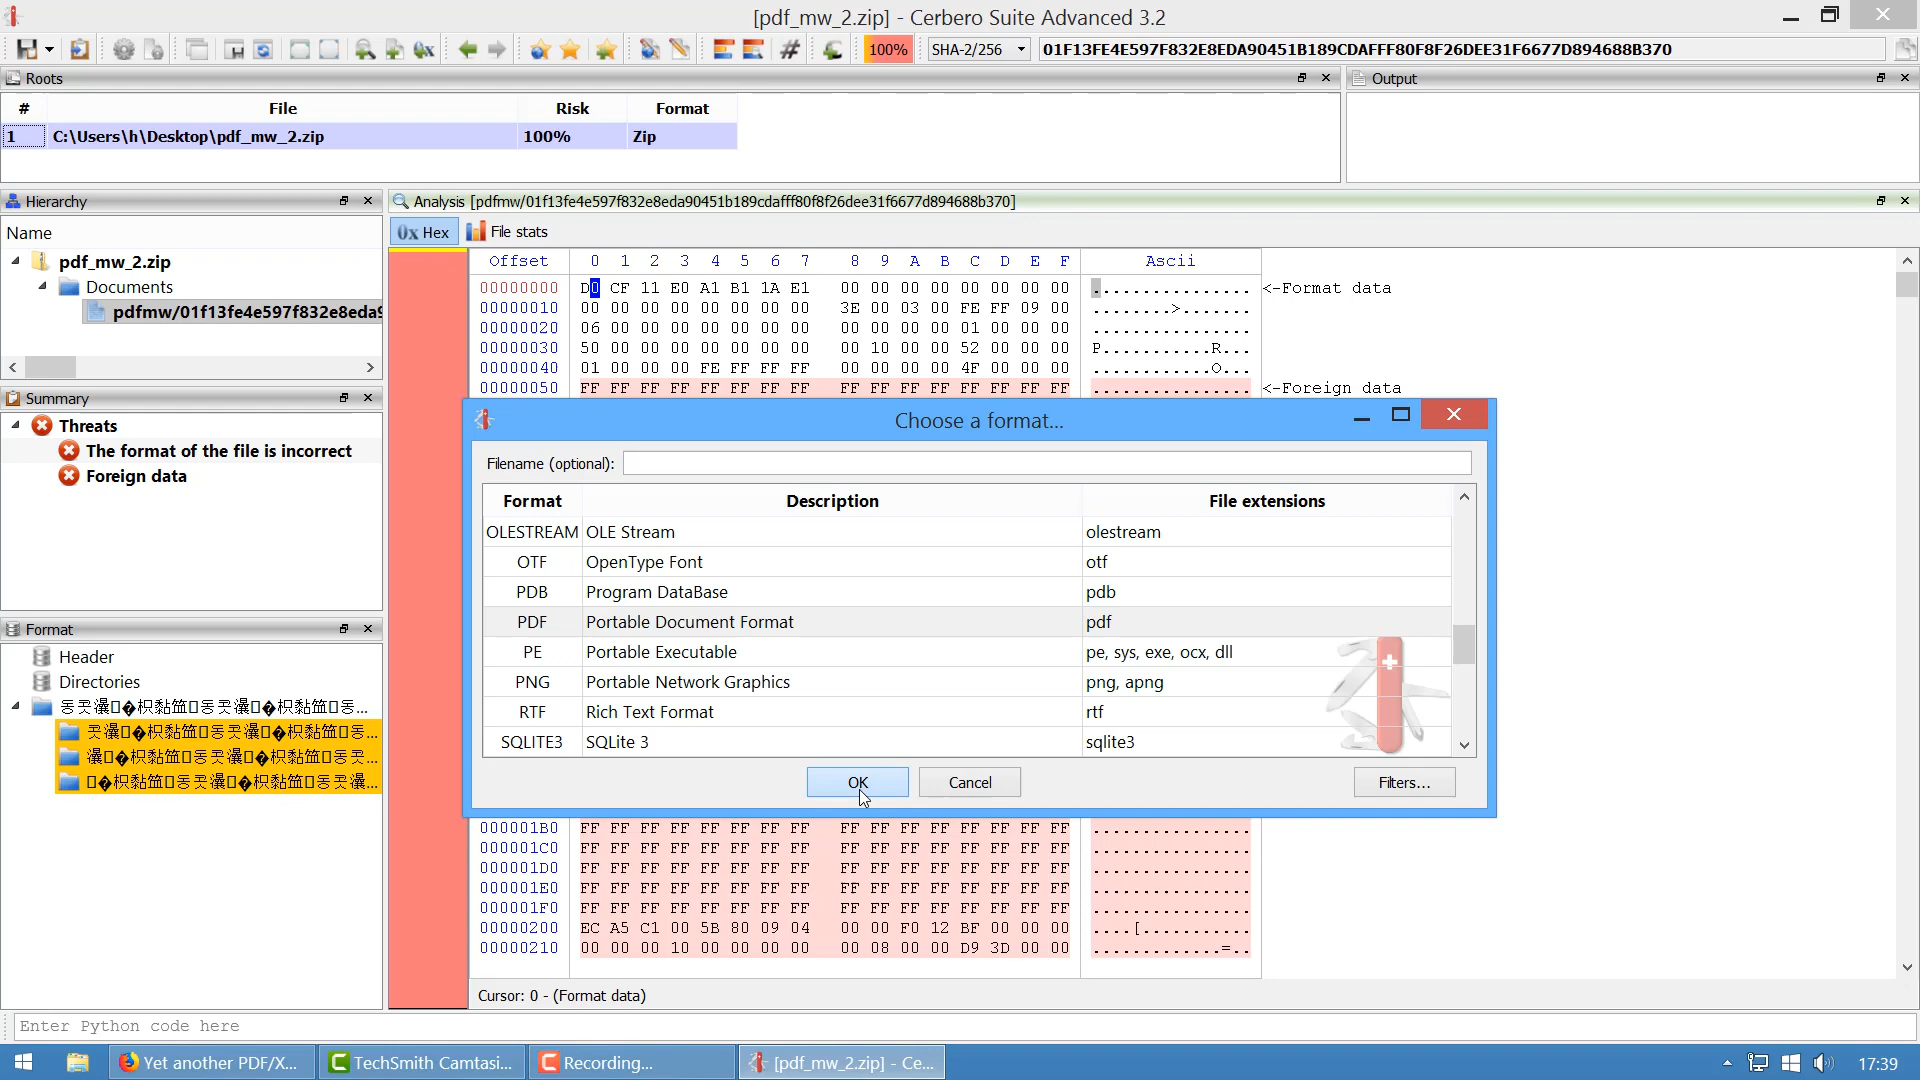 [pdf_mw_2.zip] - Cerbero Suite Advanced 3.2
100% SHA-2/256 01F13FE4E597F832E8EDA90451B189CDAFFF80F8F26DEE31F6677D894688B370
Roots
Output
# File Risk Format
1 C:\Users\h\Desktop\pdf_mw_2.zip 100% Zip
Hierarchy
Name
pdf_mw_2.zip
Documents
pdfmw/01f13fe4e597f832e8eda9
Summary
Threats
The format of the file is incorrect
Foreign data
Format
Header
Directories
Analysis [pdfmw/01f13fe4e597f832e8eda90451b189cdafff80f8f26dee31f6677d894688b370]
0x Hex File stats
Offset 0 1 2 3 4 5 6 7 8 9 A B C D E F Ascii
00000000 D0 CF 11 E0 A1 B1 1A E1 00 00 00 00 00 00 00 00 ................ <-Format data
00000010 00 00 00 00 00 00 00 00 3E 00 03 00 FE FF 09 00 ........>.......
00000020 06 00 00 00 00 00 00 00 00 00 00 00 01 00 00 00 ................
00000030 50 00 00 00 00 00 00 00 00 10 00 00 52 00 00 00 P...........R...
00000040 01 00 00 00 FE FF FF FF 00 00 00 00 4F 00 00 00 ............O...
00000050 FF FF FF FF FF FF FF FF FF FF FF FF FF FF FF FF ................ <-Foreign data
Choose a format...
Filename (optional):
Format Description File extensions
OLESTREAM OLE Stream olestream
OTF OpenType Font otf
PDB Program DataBase pdb
PDF Portable Document Format pdf
PE Portable Executable pe, sys, exe, ocx, dll
PNG Portable Network Graphics png, apng
RTF Rich Text Format rtf
SQLITE3 SQLite 3 sqlite3
OK Cancel Filters...
000001B0 FF FF FF FF FF FF FF FF FF FF FF FF FF FF FF FF ................
000001C0 FF FF FF FF FF FF FF FF FF FF FF FF FF FF FF FF ................
000001D0 FF FF FF FF FF FF FF FF FF FF FF FF FF FF FF FF ................
000001E0 FF FF FF FF FF FF FF FF FF FF FF FF FF FF FF FF ................
000001F0 FF FF FF FF FF FF FF FF FF FF FF FF FF FF FF FF ................
00000200 EC A5 C1 00 5B 80 09 04 00 00 F0 12 BF 00 00 00 ....[...........
00000210 00 00 00 10 00 00 00 00 00 08 00 00 D9 3D 00 00 .............=..
Cursor: 0 - (Format data)
Enter Python code here
Yet another PDF/X...
TechSmith Camtasi...
Recording...
[pdf_mw_2.zip] - Ce...
17:39